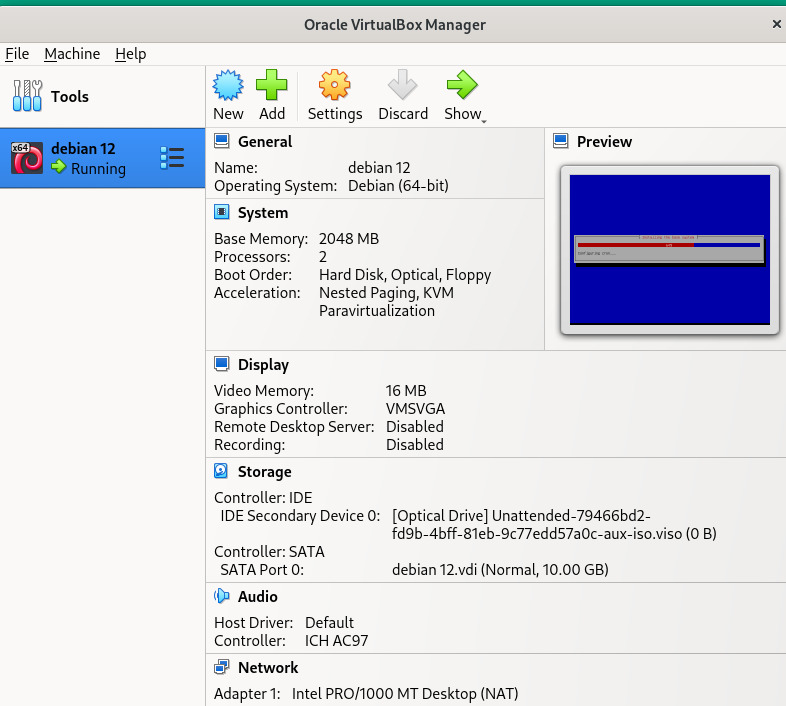 Oracle VirtualBox Manager
File Machine Help
Tools
New Add Settings Discard Show
x64
debian 12
Running
General
Name: debian 12
Operating System: Debian (64-bit)
System
Base Memory: 2048 MB
Processors: 2
Boot Order: Hard Disk, Optical, Floppy
Acceleration: Nested Paging, KVM
Paravirtualization
Preview
Display
Video Memory: 16 MB
Graphics Controller: VMSVGA
Remote Desktop Server: Disabled
Recording: Disabled
Storage
Controller: IDE
IDE Secondary Device 0: [Optical Drive] Unattended-79466bd2-
fd9b-4bff-81eb-9c77edd57a0c-aux-iso.viso (0 B)
Controller: SATA
SATA Port 0: debian 12.vdi (Normal, 10.00 GB)
Audio
Host Driver: Default
Controller: ICH AC97
Network
Adapter 1: Intel PRO/1000 MT Desktop (NAT)